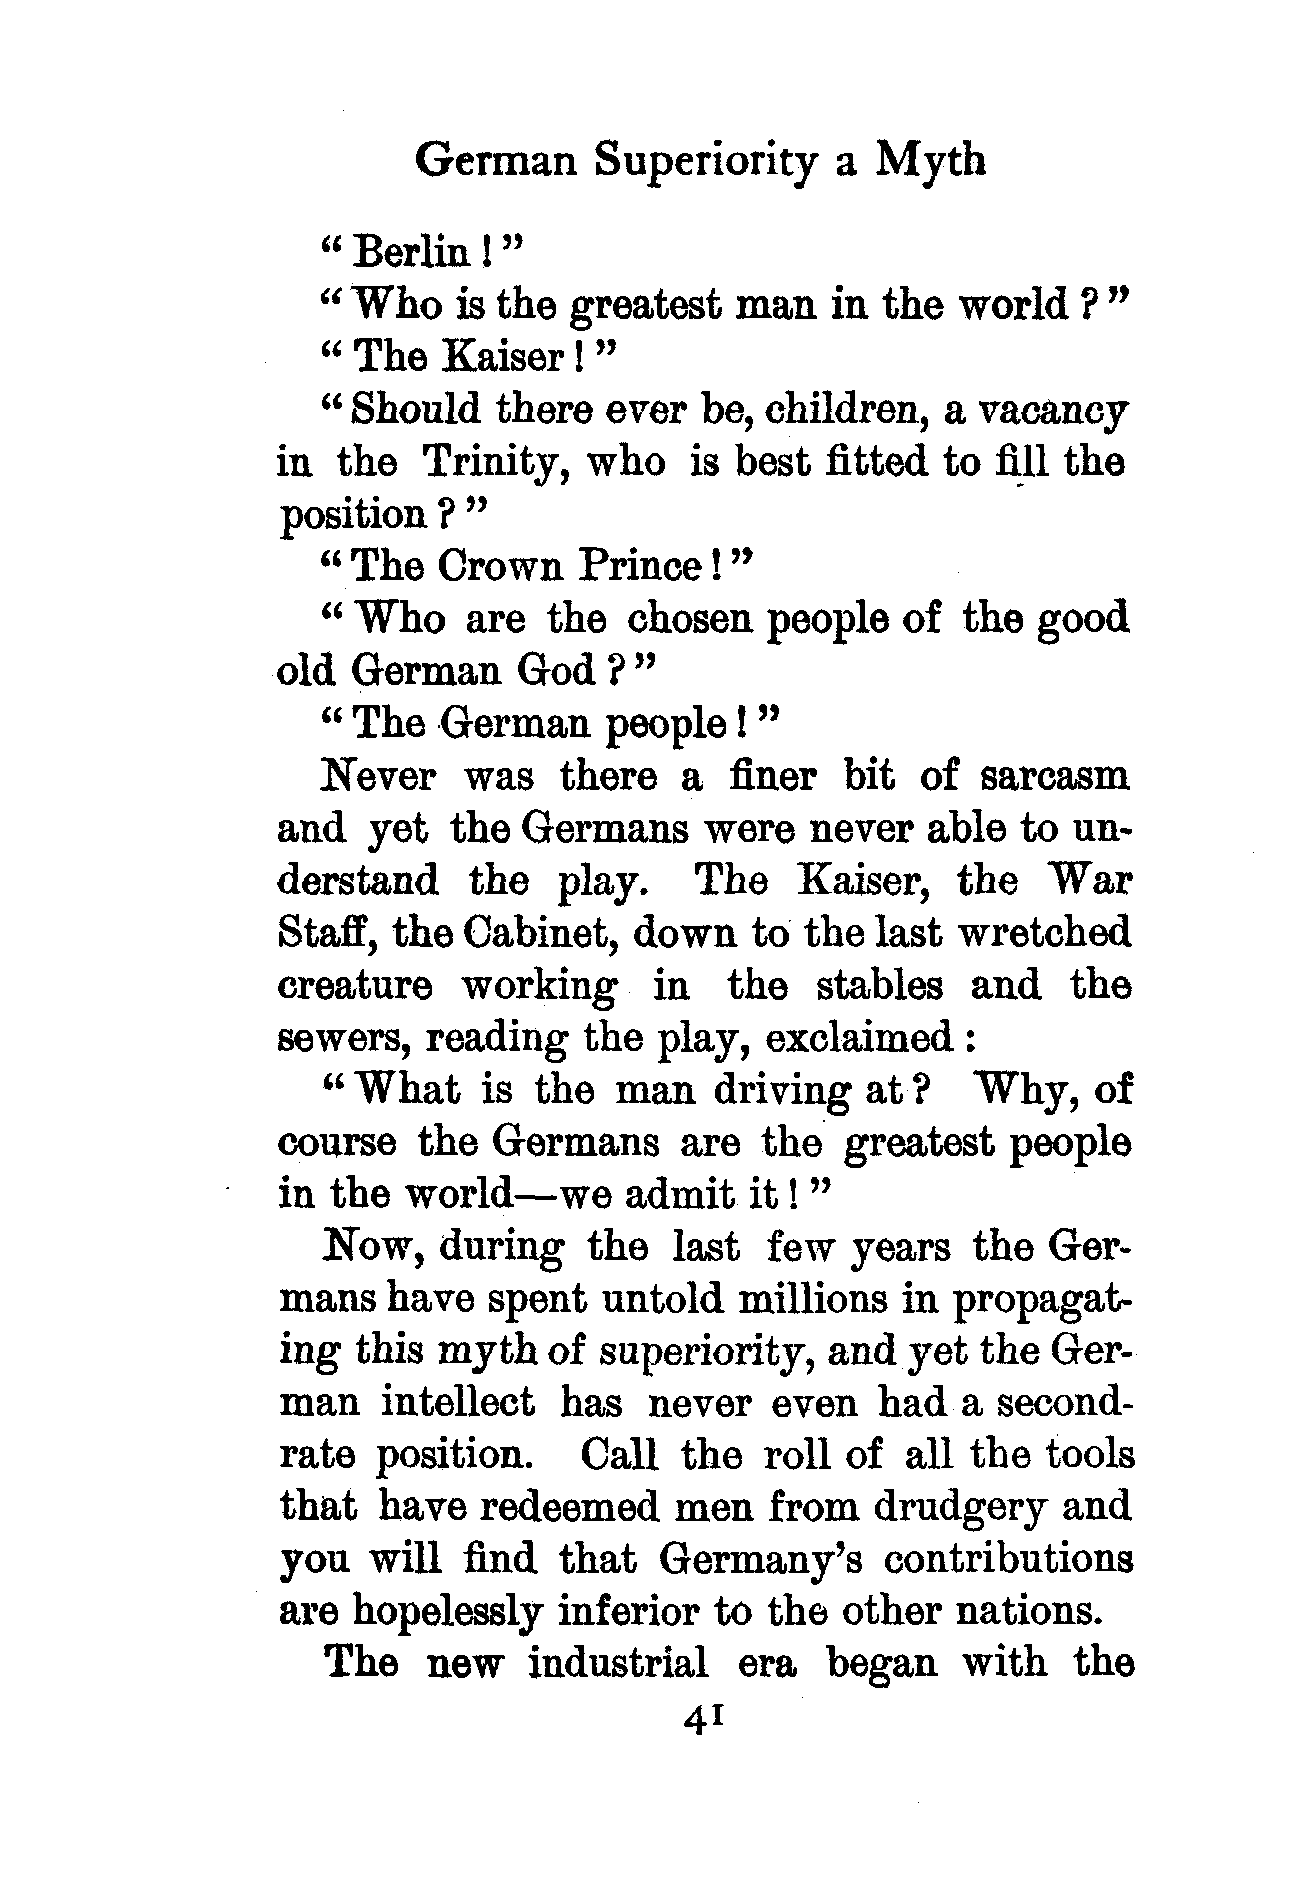 German Superiority a Myth
“ Berlin ! ”
“ Who is the greatest man in the world ? ”
“ The Kaiser ! ”
“ Should there ever be, children, a vacancy
in the Trinity, who is best fitted to fill the
position ? ”
“ The Crown Prince ! ”
“ Who are the chosen people of the good
old German God ? ”
“ The German people ! ”
Never was there a finer bit of sarcasm
and yet the Germans were never able to un-
derstand the play. The Kaiser, the War
Staff, the Cabinet, down to the last wretched
creature working in the stables and the
sewers, reading the play, exclaimed :
“ What is the man driving at ? Why, of
course the Germans are the greatest people
in the world—we admit it ! ”
Now, during the last few years the Ger-
mans have spent untold millions in propagat-
ing this myth of superiority, and yet the Ger-
man intellect has never even had a second-
rate position. Call the roll of all the tools
that have redeemed men from drudgery and
you will find that Germany’s contributions
are hopelessly inferior to the other nations.
The new industrial era began with the
41